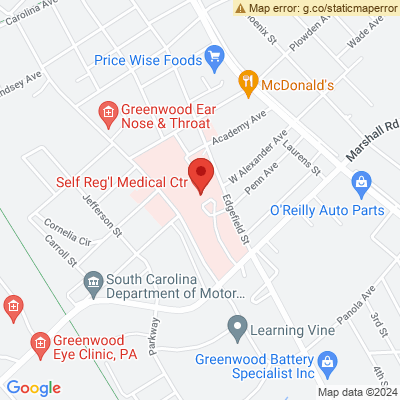 Map error: g.co/staticmaperror
Carolina Ave
Phoenix St
Plowden Ave
Wade Ave
ndsey Ave
Price Wise Foods
McDonald's
Greenwood Ear
Nose & Throat
Academy Ave
Marshall Rd
Laurens St
W Alexander Ave
Penn Ave
Self Reg'l Medical Ctr
Edgefield St
O'Reilly Auto Parts
Jefferson St
Cornelia Cir
Carroll St
South Carolina
Department of Motor...
Panola Ave
3rd St
4th St
Parkway
Learning Vine
Greenwood
Eye Clinic, PA
Greenwood Battery
Specialist Inc
Google
Map data ©2024